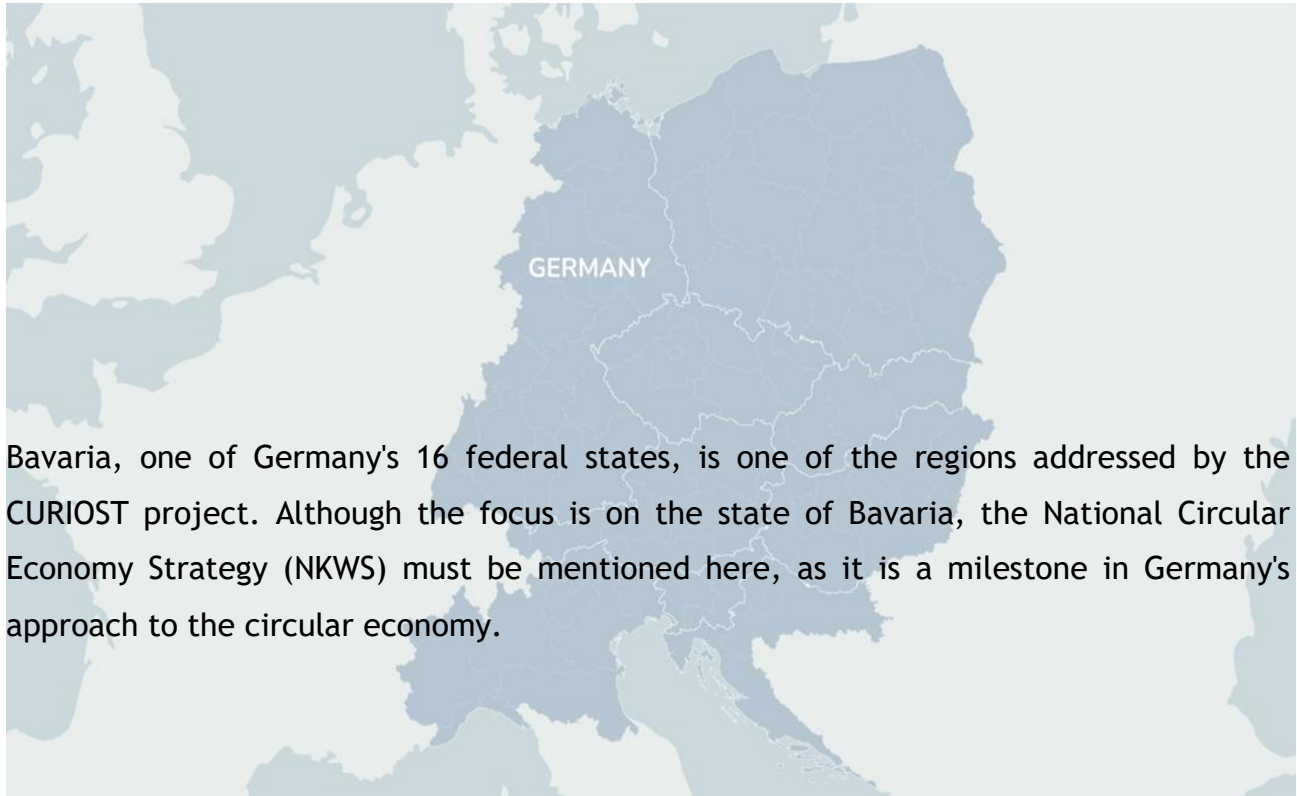 GERMANY
Bavaria, one of Germany's 16 federal states, is one of the regions addressed by the
CURIOST project. Although the focus is on the state of Bavaria, the National Circular
Economy Strategy (NKWS) must be mentioned here, as it is a milestone in Germany's
approach to the circular economy.